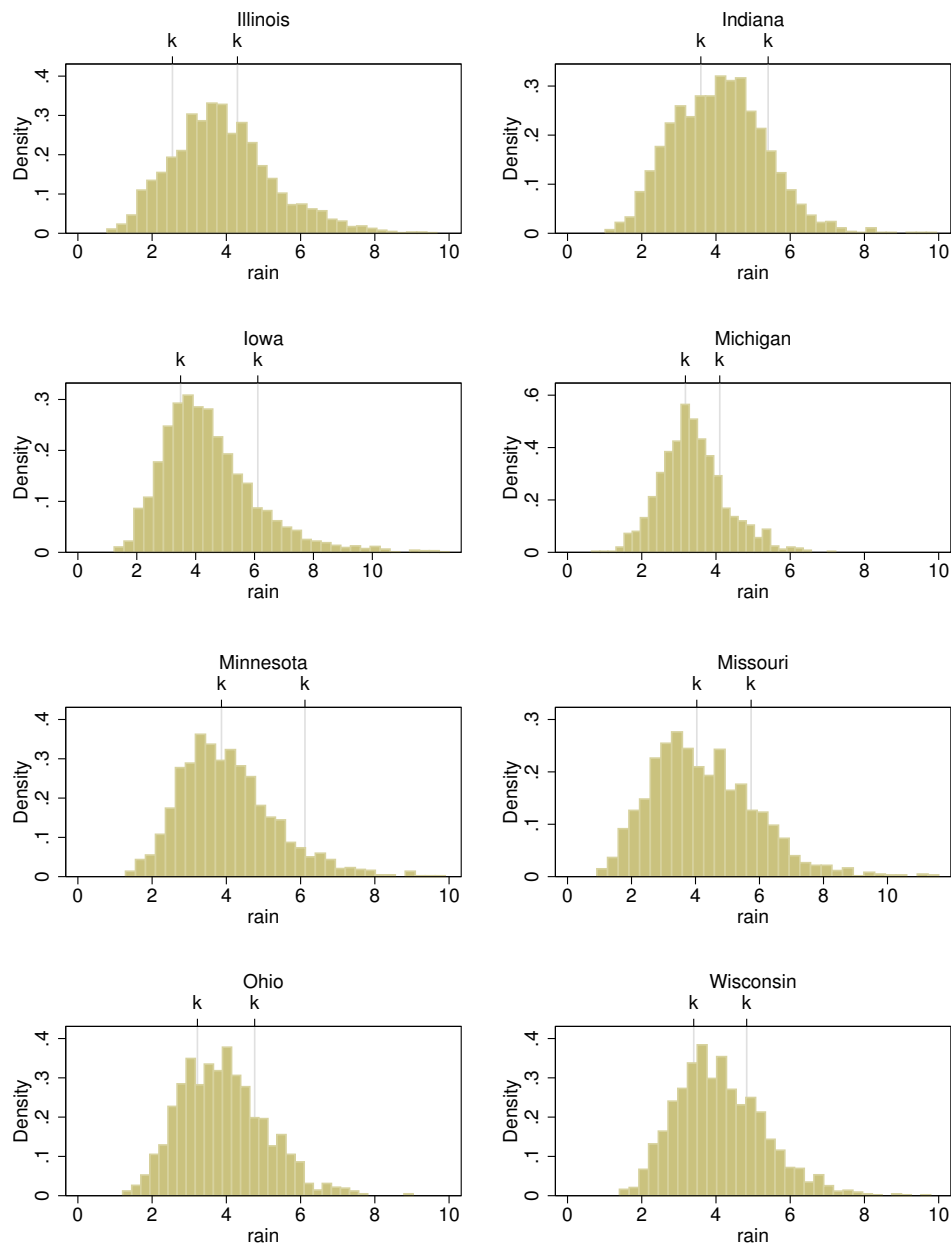 Illinois
k k
Density
0 .1 .2 .3 .4
0 2 4 6 8 10
rain
Indiana
k k
Density
0 .1 .2 .3
0 2 4 6 8 10
rain
Iowa
k k
Density
0 .1 .2 .3
0 2 4 6 8 10
rain
Michigan
k k
Density
0 .2 .4 .6
0 2 4 6 8 10
rain
Minnesota
k k
Density
0 .1 .2 .3 .4
0 2 4 6 8 10
rain
Missouri
k k
Density
0 .1 .2 .3
0 2 4 6 8 10
rain
Ohio
k k
Density
0 .1 .2 .3 .4
0 2 4 6 8 10
rain
Wisconsin
k k
Density
0 .1 .2 .3 .4
0 2 4 6 8 10
rain